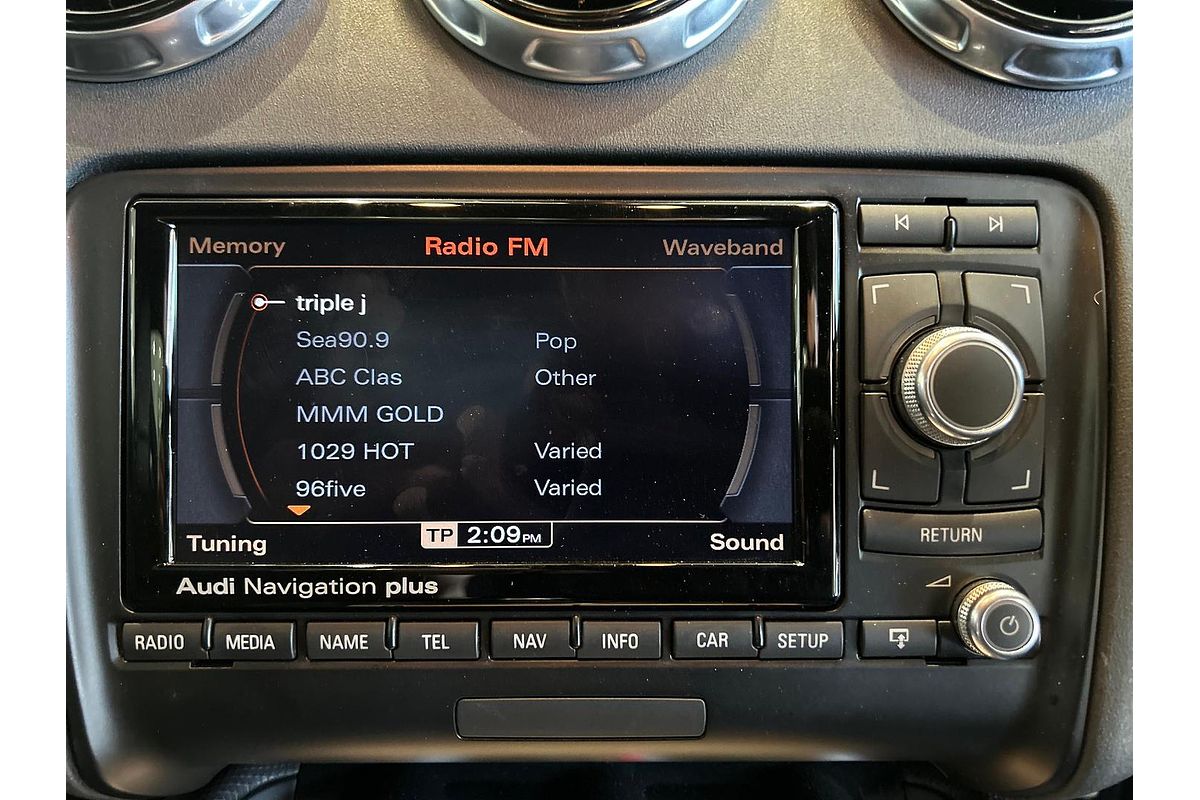 Memory Radio FM Waveband
triple j
Sea90.9 Pop
ABC Clas Other
MMM GOLD
1029 HOT Varied
96five Varied
Tuning TP 2:09PM Sound
Audi Navigation plus
RETURN
RADIO MEDIA NAME TEL NAV INFO CAR SETUP